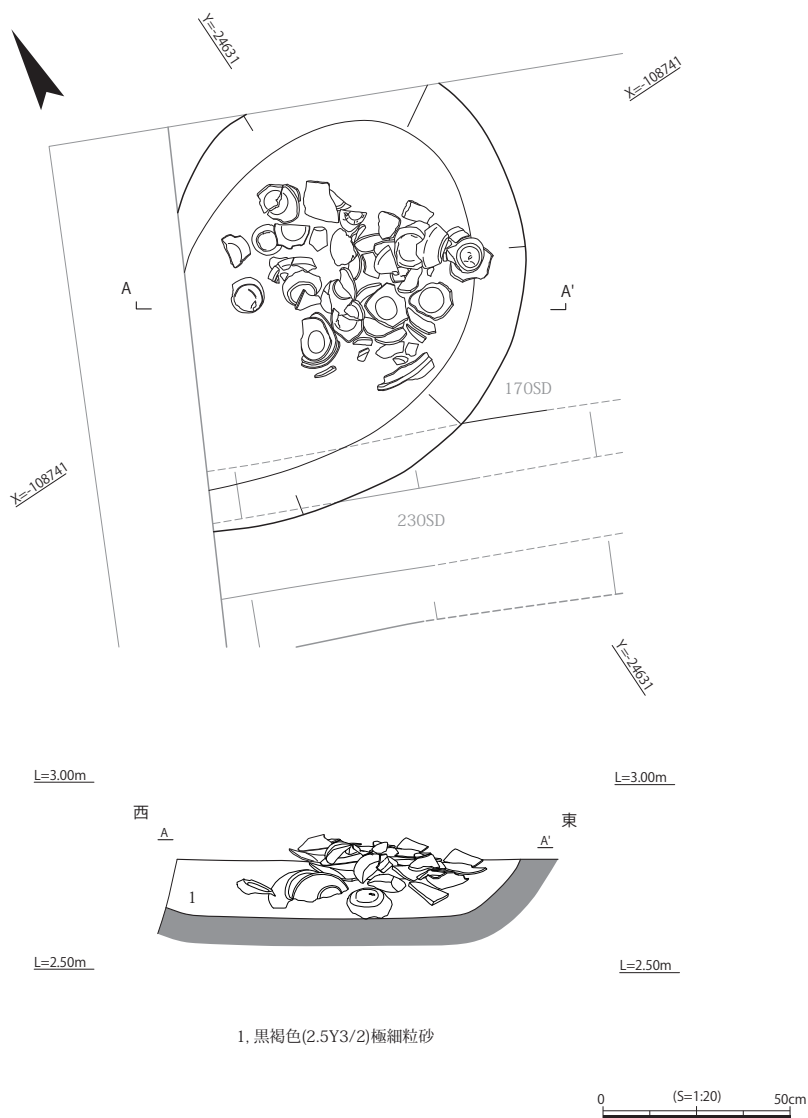 Y=-24631
X=-108741
A
A'
170SD
X=-108741
230SD
Y=-24631
L=3.00m
L=3.00m
西
A
東
A'
1
L=2.50m
L=2.50m
1, 黒褐色(2.5Y3/2)極細粒砂
0 (S=1:20) 50cm